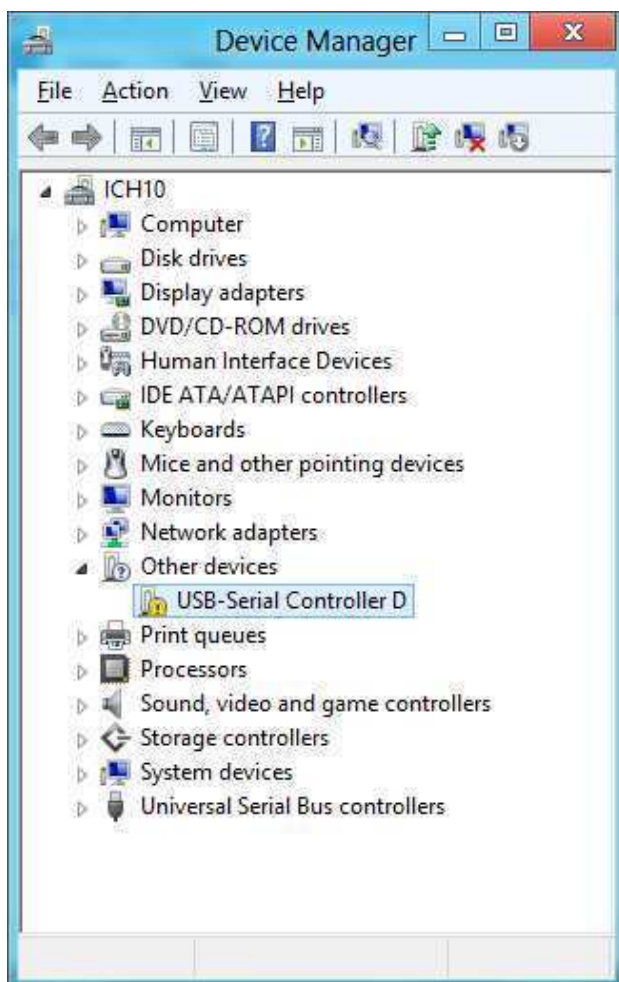 Device Manager
File Action View Help
ICH10
Computer
Disk drives
Display adapters
DVD/CD-ROM drives
Human Interface Devices
IDE ATA/ATAPI controllers
Keyboards
Mice and other pointing devices
Monitors
Network adapters
Other devices
USB-Serial Controller D
Print queues
Processors
Sound, video and game controllers
Storage controllers
System devices
Universal Serial Bus controllers